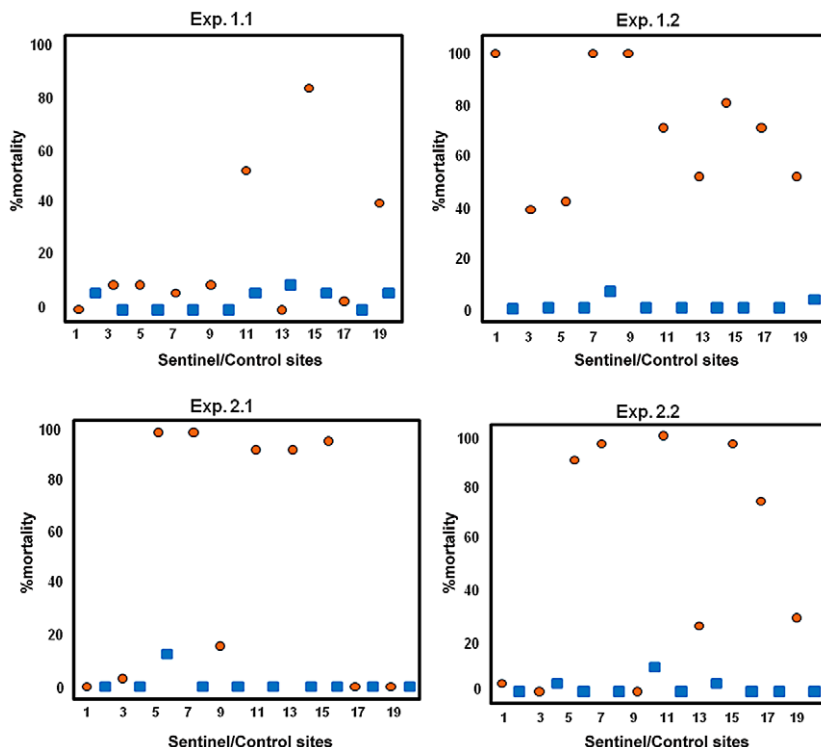 Exp. 1.1
100
80
60
40
20
0
%mortality
1 3 5 7 9 11 13 15 17 19
Sentinel/Control sites
Exp. 1.2
100
80
60
40
20
0
%mortality
1 3 5 7 9 11 13 15 17 19
Sentinel/Control sites
Exp. 2.1
100
80
60
40
20
0
%mortality
1 3 5 7 9 11 13 15 17 19
Sentinel/Control sites
Exp. 2.2
100
80
60
40
20
0
%mortality
1 3 5 7 9 11 13 15 17 19
Sentinel/Control sites